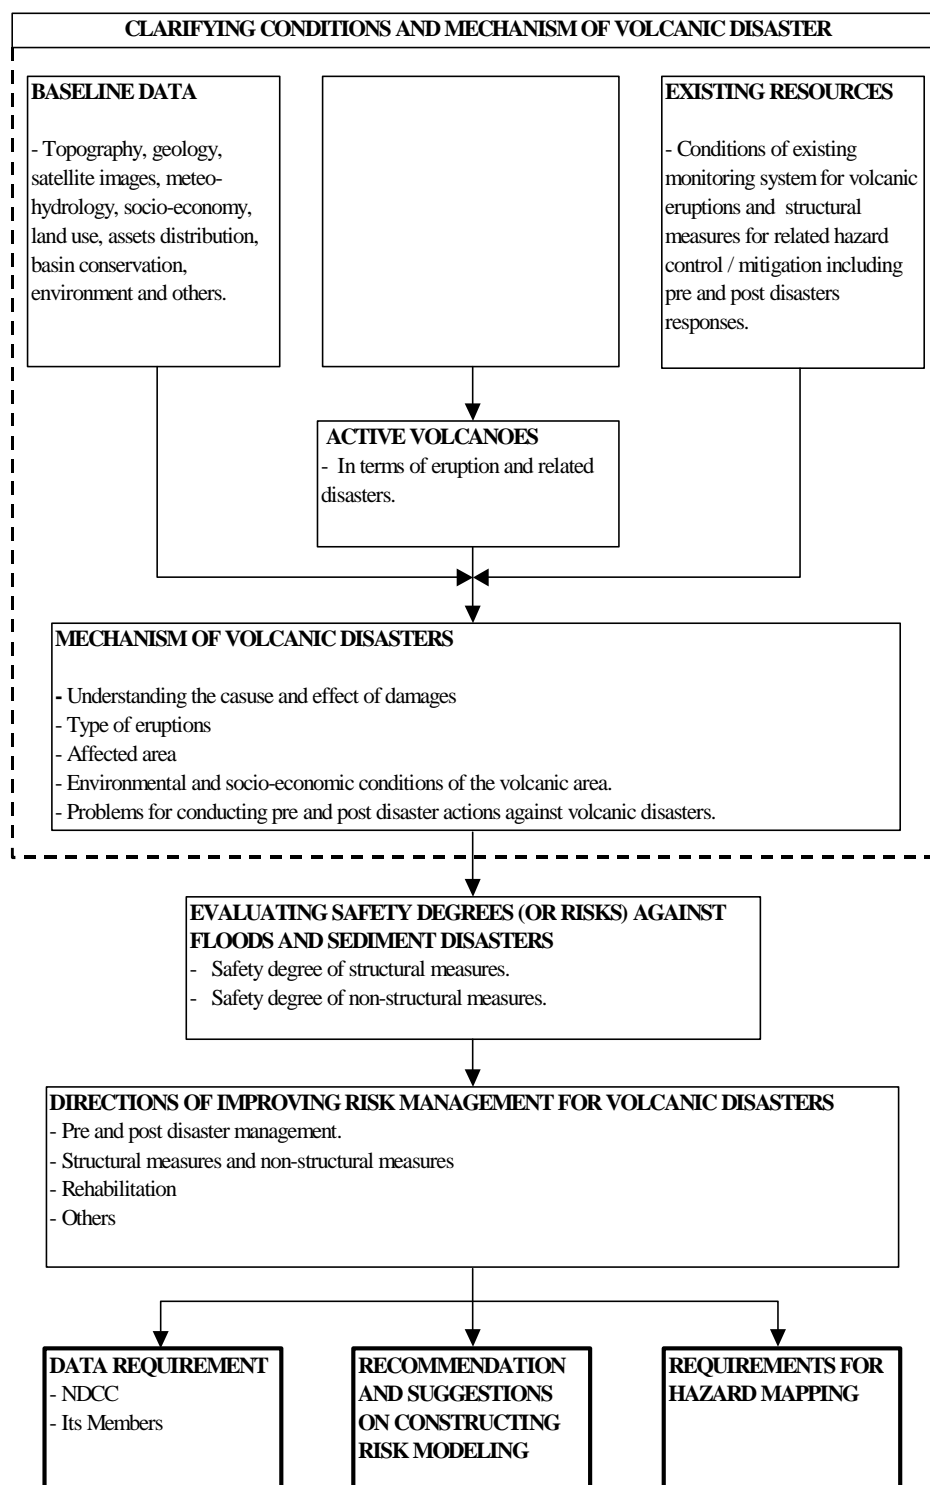 CLARIFYING CONDITIONS AND MECHANISM OF VOLCANIC DISASTER
BASELINE DATA
- Topography, geology,
satellite images, meteo-
hydrology, socio-economy,
land use, assets distribution,
basin conservation,
environment and others.
EXISTING RESOURCES
- Conditions of existing
monitoring system for volcanic
eruptions and structural
measures for related hazard
control / mitigation including
pre and post disasters
responses.
ACTIVE VOLCANOES
- In terms of eruption and related
disasters.
MECHANISM OF VOLCANIC DISASTERS
- Understanding the casuse and effect of damages
- Type of eruptions
- Affected area
- Environmental and socio-economic conditions of the volcanic area.
- Problems for conducting pre and post disaster actions against volcanic disasters.
EVALUATING SAFETY DEGREES (OR RISKS) AGAINST
FLOODS AND SEDIMENT DISASTERS
- Safety degree of structural measures.
- Safety degree of non-structural measures.
DIRECTIONS OF IMPROVING RISK MANAGEMENT FOR VOLCANIC DISASTERS
- Pre and post disaster management.
- Structural measures and non-structural measures
- Rehabilitation
- Others
DATA REQUIREMENT
- NDCC
- Its Members
RECOMMENDATION
AND SUGGESTIONS
ON CONSTRUCTING
RISK MODELING
REQUIREMENTS FOR
HAZARD MAPPING